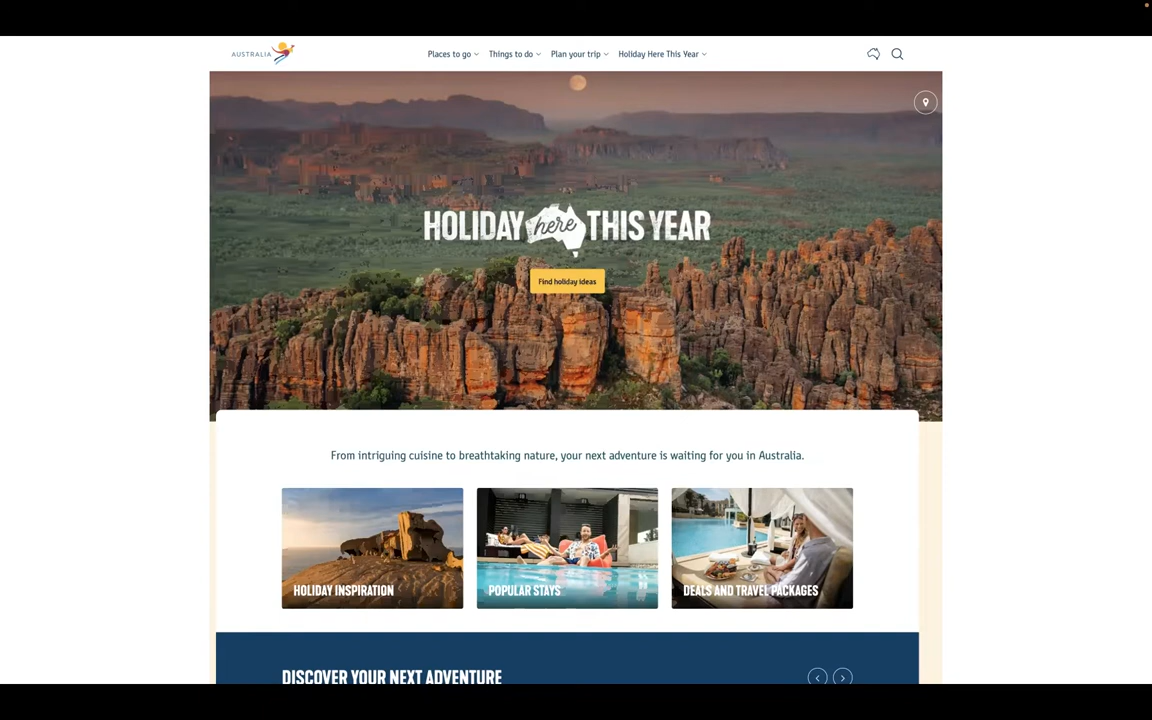 AUSTRALIA
Places to go Things to do Plan your trip Holiday Here This Year
HOLIDAY here THIS YEAR
Find holiday ideas
From intriguing cuisine to breathtaking nature, your next adventure is waiting for you in Australia.
HOLIDAY INSPIRATION POPULAR STAYS DEALS AND TRAVEL PACKAGES
DISCOVER YOUR NEXT ADVENTURE